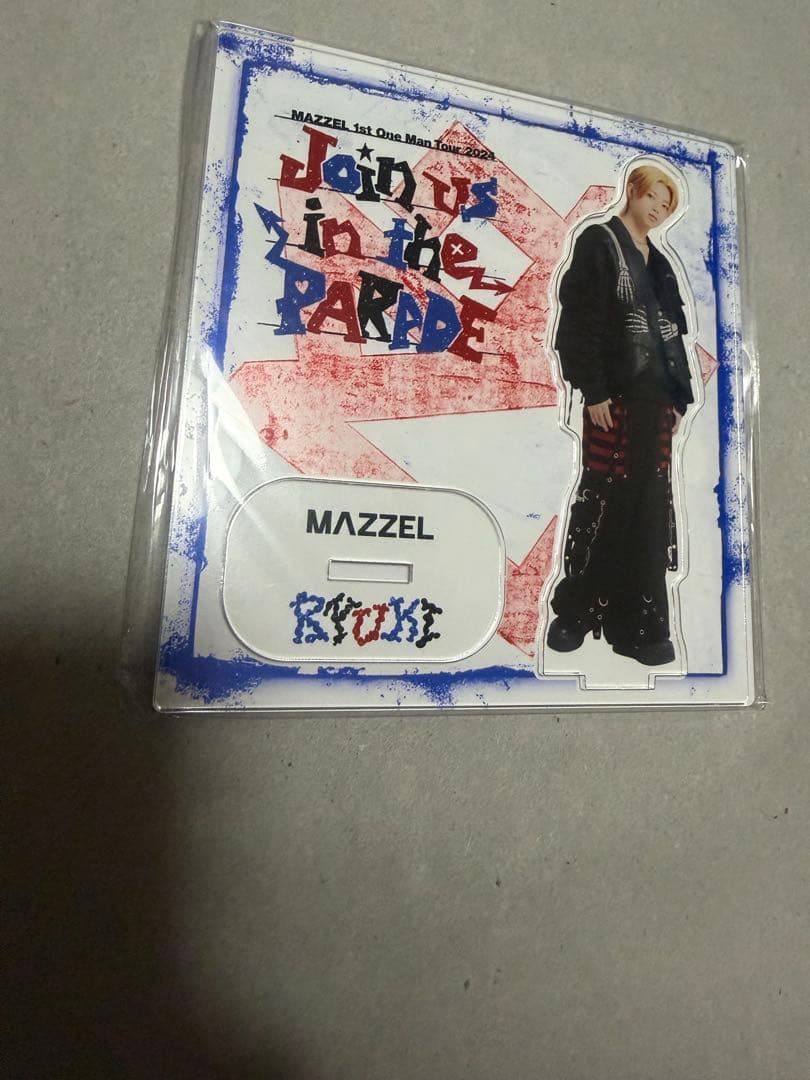 MAZZEL 1st One Man Tour 2024
Join us
in the
PARADE
MAZZEL
RYUKI